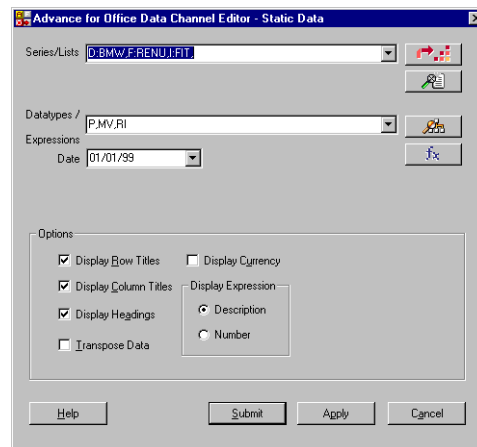 Advance for Office Data Channel Editor - Static Data
Series/Lists D:BMW,F:RENU,I:FIT,
Datatypes / Expressions P,MV,RI
fx
Date 01/01/99
Options
Display Row Titles Display Currency
Display Column Titles Display Expression
Display Headings Description
Number
Transpose Data
Help Submit Apply Cancel